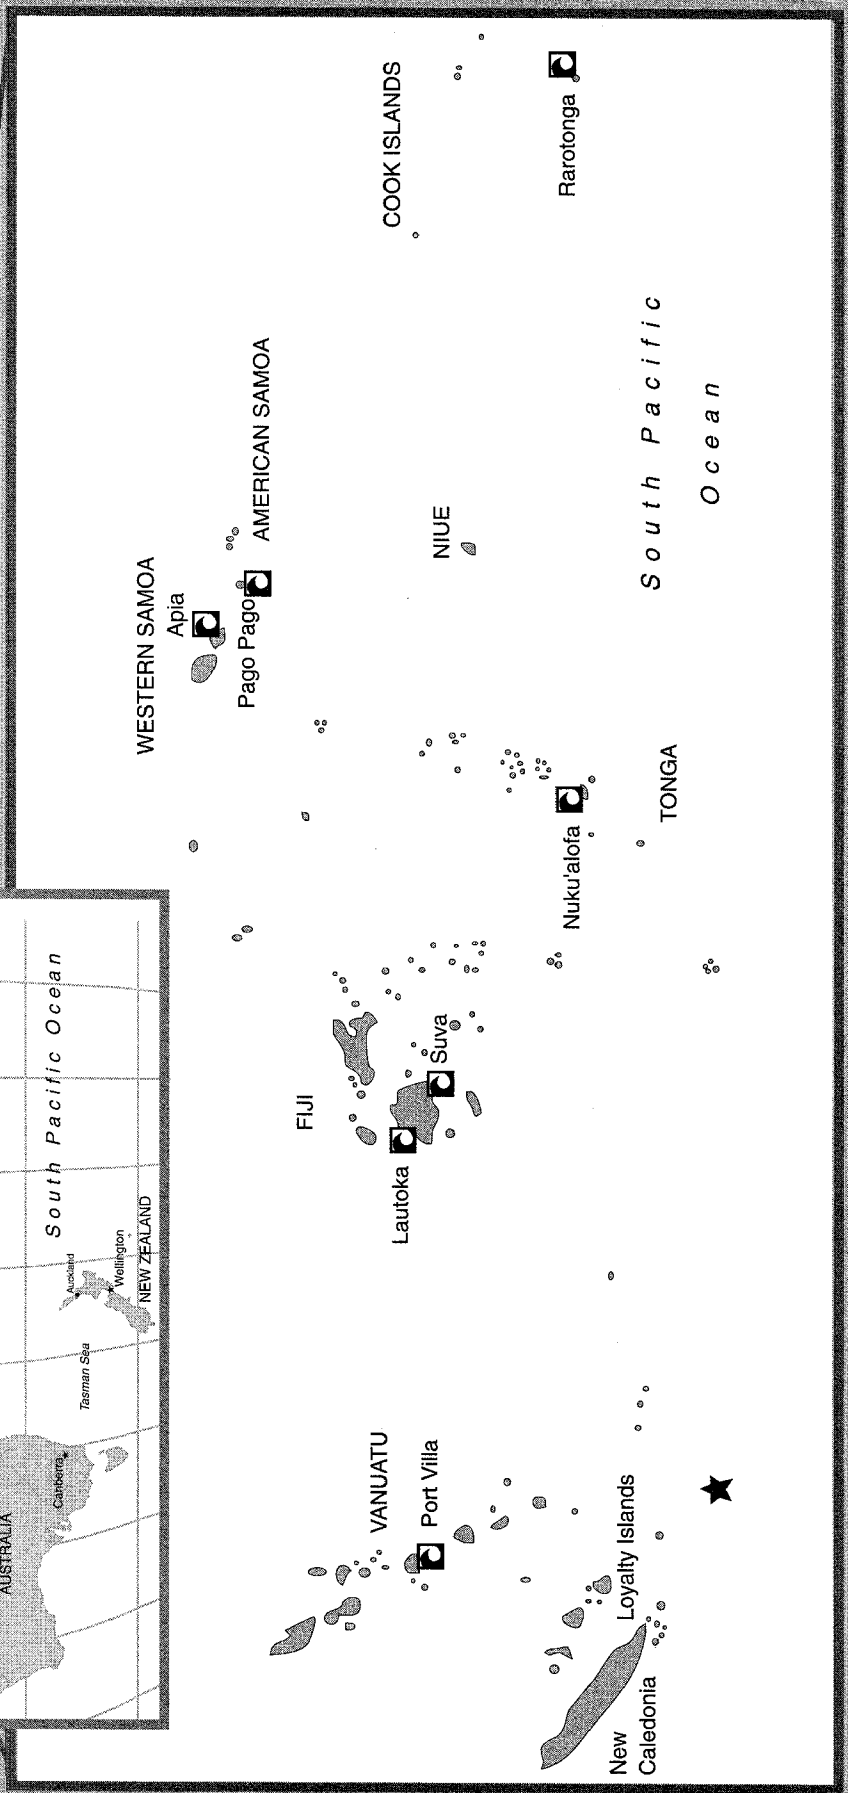 AUSTRALIA
Canberra
Tasman Sea
Auckland
Wellington
NEW ZEALAND
South Pacific Ocean
WESTERN SAMOA
Apia
Pago Pago
AMERICAN SAMOA
COOK ISLANDS
Rarotonga
NIUE
FIJI
Lautoka
Suva
VANUATU
Port Villa
Nuku'alofa
TONGA
South Pacific
Ocean
Loyalty Islands
New
Caledonia